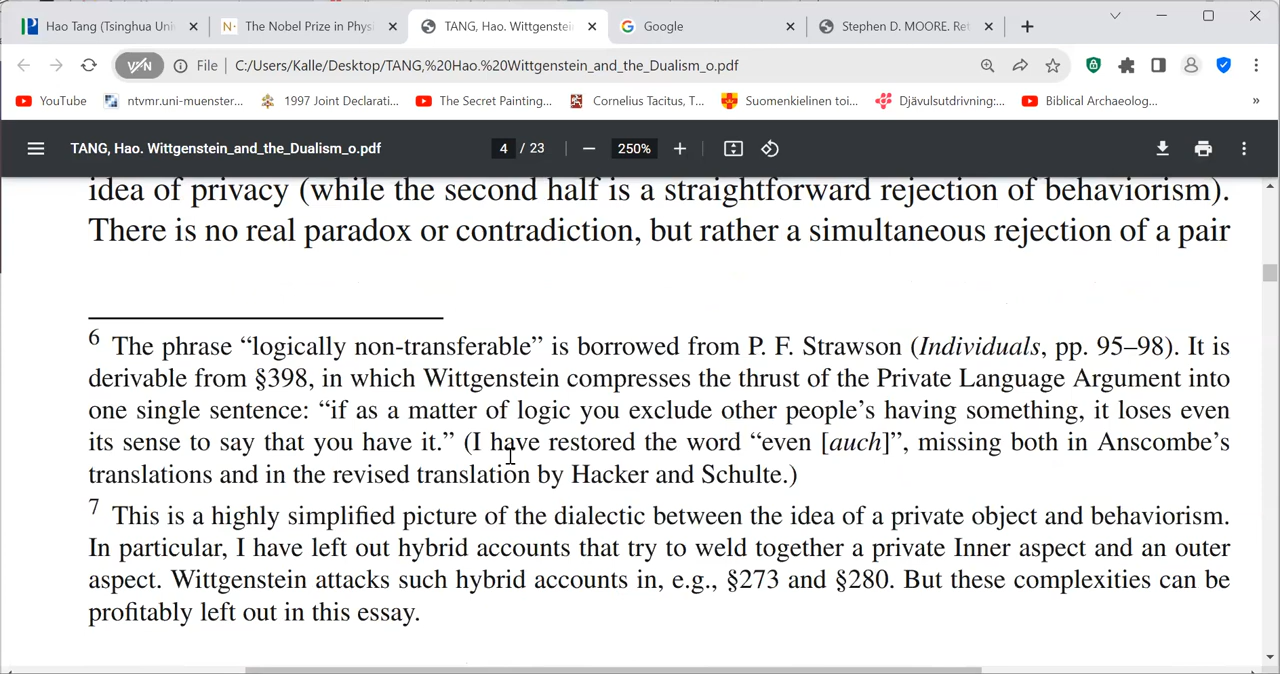 Hao Tang (Tsinghua Uni
The Nobel Prize in Physi
TANG, Hao. Wittgenstein
Google
Stephen D. MOORE. Ret
File C:/Users/Kalle/Desktop/TANG,%20Hao.%20Wittgenstein_and_the_Dualism_o.pdf
YouTube ntvmr.uni-muenster... 1997 Joint Declarati... The Secret Painting... Cornelius Tacitus, T... Suomenkielinen toi... Djävulsutdrivning:... Biblical Archaeolog... »
TANG, Hao. Wittgenstein_and_the_Dualism_o.pdf 4 / 23 250%
idea of privacy (while the second half is a straightforward rejection of behaviorism).
There is no real paradox or contradiction, but rather a simultaneous rejection of a pair
6 The phrase “logically non-transferable” is borrowed from P. F. Strawson (Individuals, pp. 95–98). It is
derivable from §398, in which Wittgenstein compresses the thrust of the Private Language Argument into
one single sentence: “if as a matter of logic you exclude other people’s having something, it loses even
its sense to say that you have it.” (I have restored the word “even [auch]”, missing both in Anscombe’s
translations and in the revised translation by Hacker and Schulte.)
7 This is a highly simplified picture of the dialectic between the idea of a private object and behaviorism.
In particular, I have left out hybrid accounts that try to weld together a private Inner aspect and an outer
aspect. Wittgenstein attacks such hybrid accounts in, e.g., §273 and §280. But these complexities can be
profitably left out in this essay.